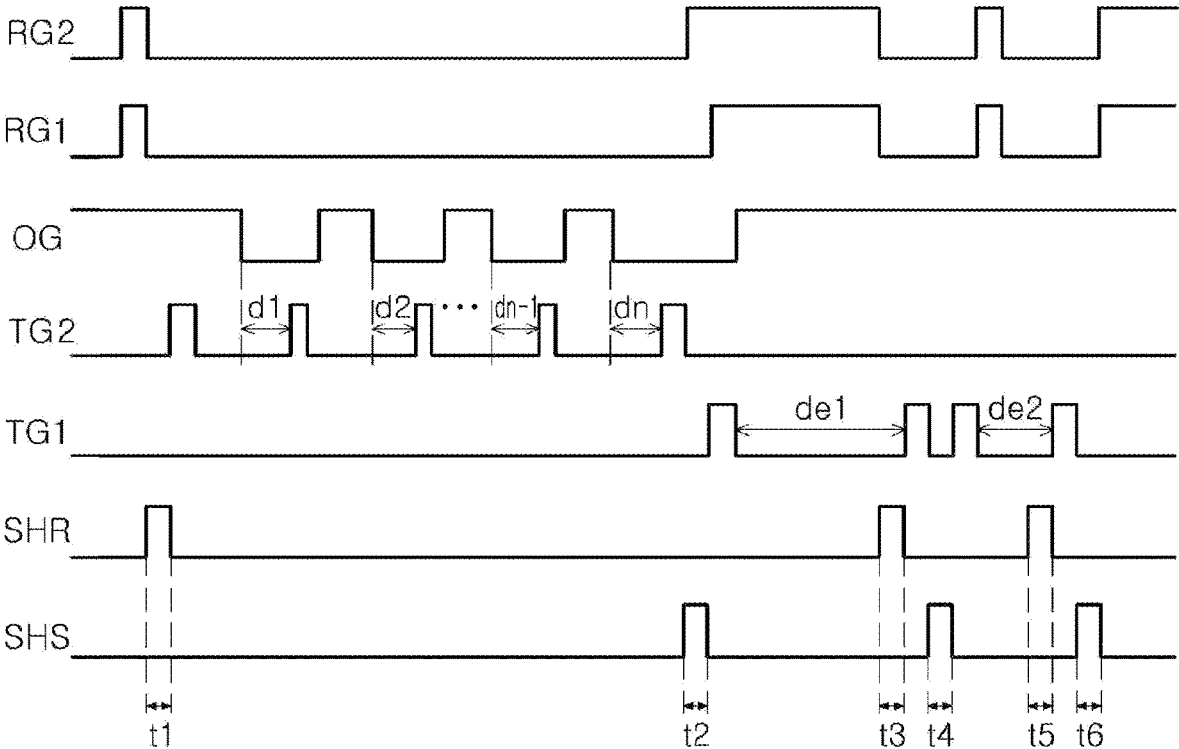 RG2
RG1
OG
TG2 d1 d2 ··· dn-1 dn
TG1 de1 de2
SHR
SHS
t1 t2 t3 t4 t5 t6